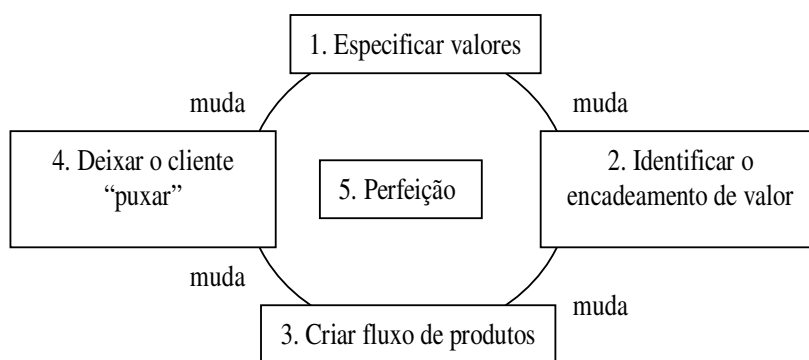 1. Especificar valores
muda
muda
4. Deixar o cliente
“puxar”
5. Perfeição
2. Identificar o
encadeamento de valor
muda
muda
3. Criar fluxo de produtos